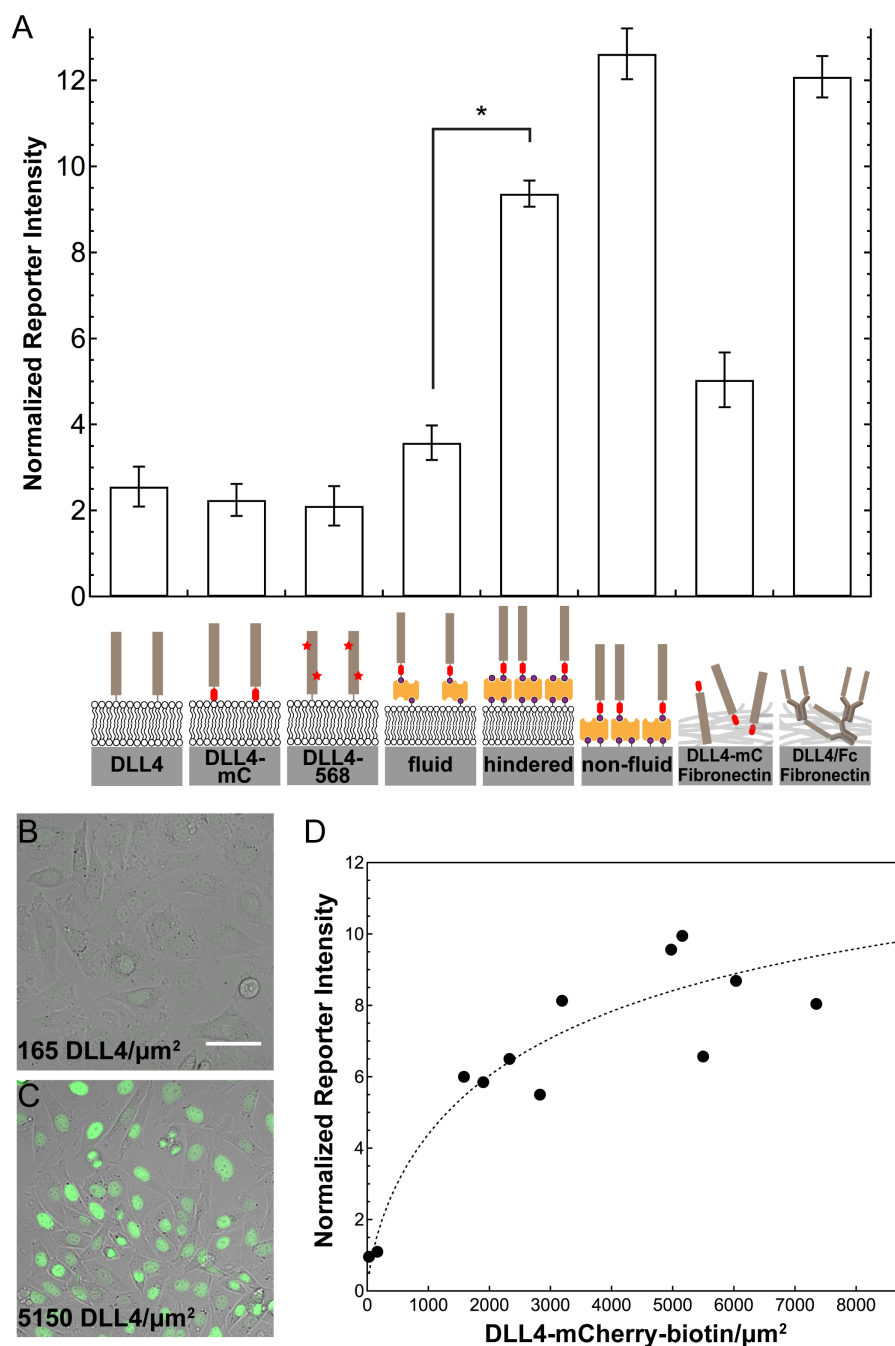 A
Normalized Reporter Intensity
12
10
8
6
4
2
0
*
DLL4
DLL4-
mC
DLL4-
568
fluid
hindered
non-fluid
DLL4-mC
Fibronectin
DLL4/Fc
Fibronectin
B
165 DLL4/µm²
C
5150 DLL4/µm²
D
Normalized Reporter Intensity
12
10
8
6
4
2
0
0 1000 2000 3000 4000 5000 6000 7000 8000
DLL4-mCherry-biotin/µm²